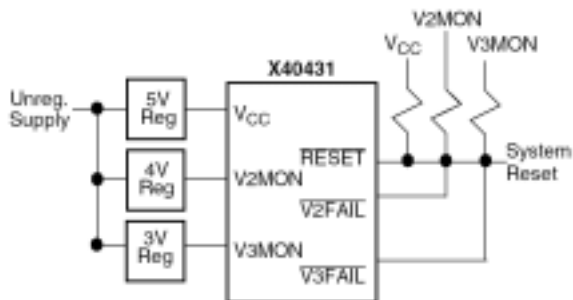 V2MON
VCC
V3MON
X40431
Unreg.
Supply
5V
Reg
VCC
RESET
System
Reset
4V
Reg
V2MON
V2FAIL
3V
Reg
V3MON
V3FAIL